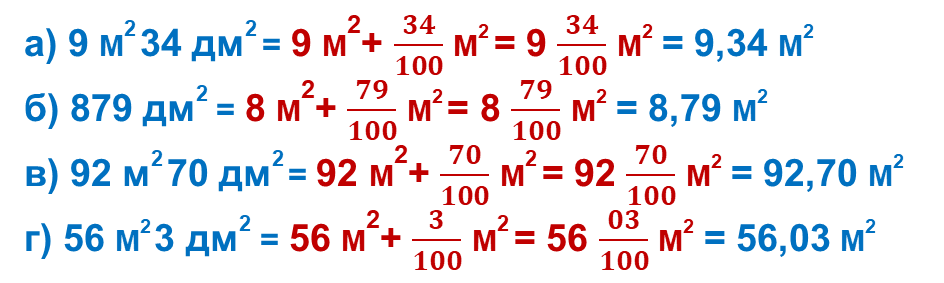 а) 9 м² 34 дм² = 9 м² + 34/100 м² = 9 34/100 м² = 9,34 м²
б) 879 дм² = 8 м² + 79/100 м² = 8 79/100 м² = 8,79 м²
в) 92 м² 70 дм² = 92 м² + 70/100 м² = 92 70/100 м² = 92,70 м²
г) 56 м² 3 дм² = 56 м² + 3/100 м² = 56 03/100 м² = 56,03 м²